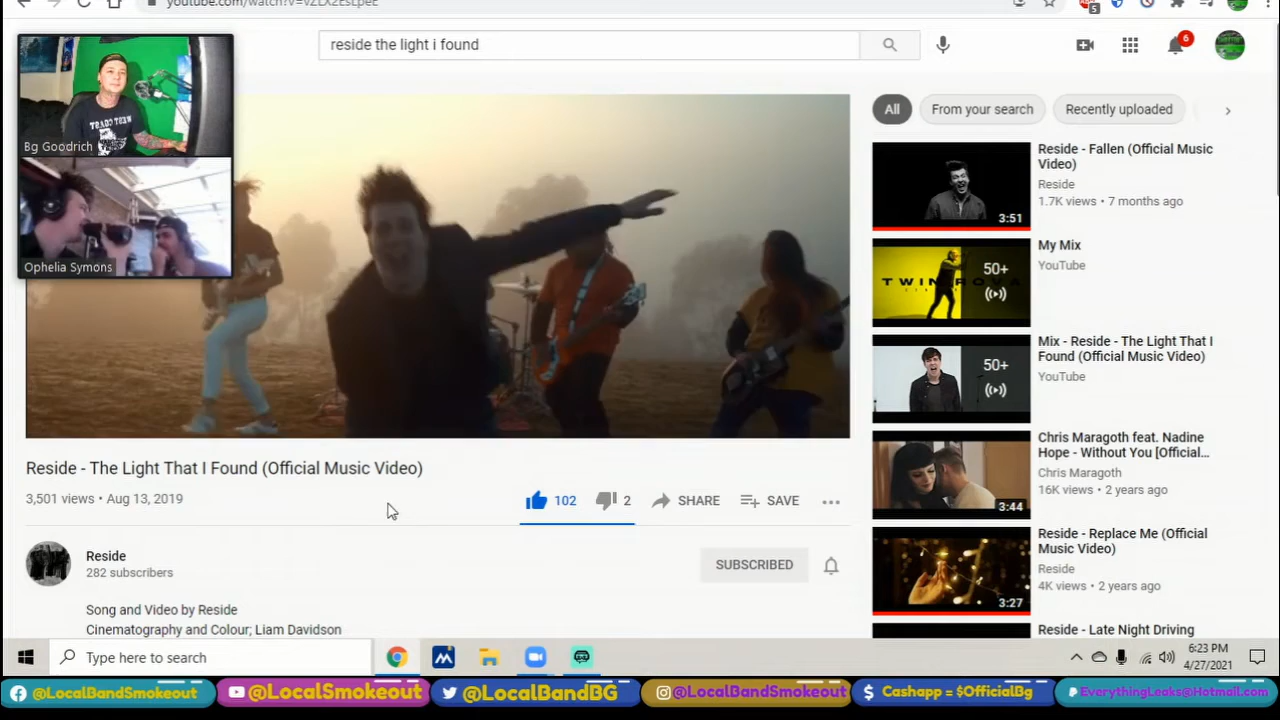 youtube.com/watch?v=vZLX2EsLpeE
5
reside the light i found
6
Bg Goodrich
Ophelia Symons
All
From your search
Recently uploaded
Reside - Fallen (Official Music
Video)
Reside
1.7K views • 7 months ago
3:51
My Mix
YouTube
50+
Mix - Reside - The Light That I
Found (Official Music Video)
YouTube
50+
Chris Maragoth feat. Nadine
Hope - Without You [Official...
Chris Maragoth
16K views • 2 years ago
3:44
Reside - Replace Me (Official
Music Video)
Reside
4K views • 2 years ago
3:27
Reside - Late Night Driving
Reside - The Light That I Found (Official Music Video)
3,501 views • Aug 13, 2019
102
2
SHARE
SAVE
Reside
282 subscribers
SUBSCRIBED
Song and Video by Reside
Cinematography and Colour; Liam Davidson
Type here to search
6:23 PM
4/27/2021
@LocalBandSmokeout
@LocalSmokeout
@LocalBandBG
@LocalBandSmokeout
Cashapp = $OfficialBg
EverythingLeaks@Hotmail.com